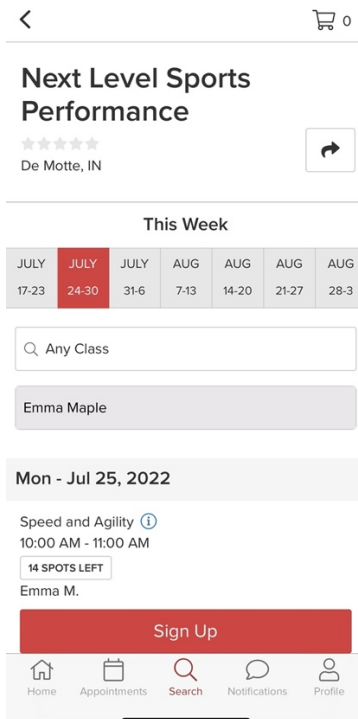 0
Next Level Sports
Performance
De Motte, IN
This Week
JULY JULY JULY AUG AUG AUG AUG
17-23 24-30 31-6 7-13 14-20 21-27 28-3
Any Class
Emma Maple
Mon - Jul 25, 2022
Speed and Agility
10:00 AM - 11:00 AM
14 SPOTS LEFT
Emma M.
Sign Up
Home Appointments Search Notifications Profile